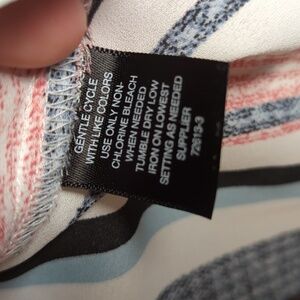 GENTLE CYCLE
WITH LIKE COLORS
USE ONLY NON-
CHLORINE BLEACH
WHEN NEEDED.
TUMBLE DRY LOW
IRON ON LOWEST
SETTING AS NEEDED
SUPPLIER
72613-3